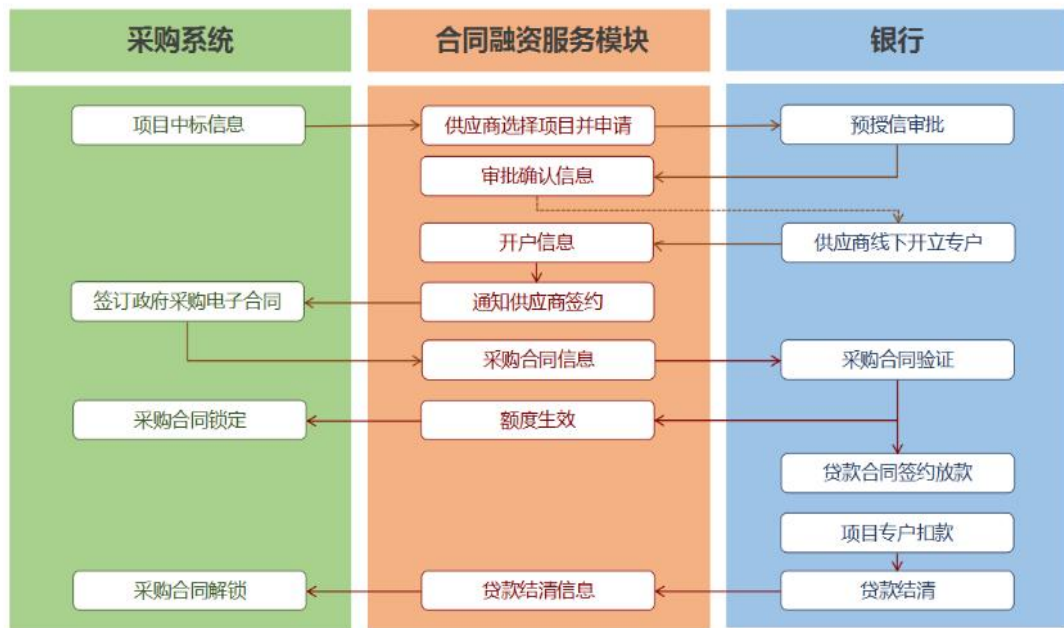 采购系统
合同融资服务模块
银行
项目中标信息
供应商选择项目并申请
预授信审批
审批确认信息
开户信息
供应商线下开立专户
签订政府采购电子合同
通知供应商签约
采购合同信息
采购合同验证
采购合同锁定
额度生效
贷款合同签约放款
项目专户扣款
采购合同解锁
贷款结清信息
贷款结清